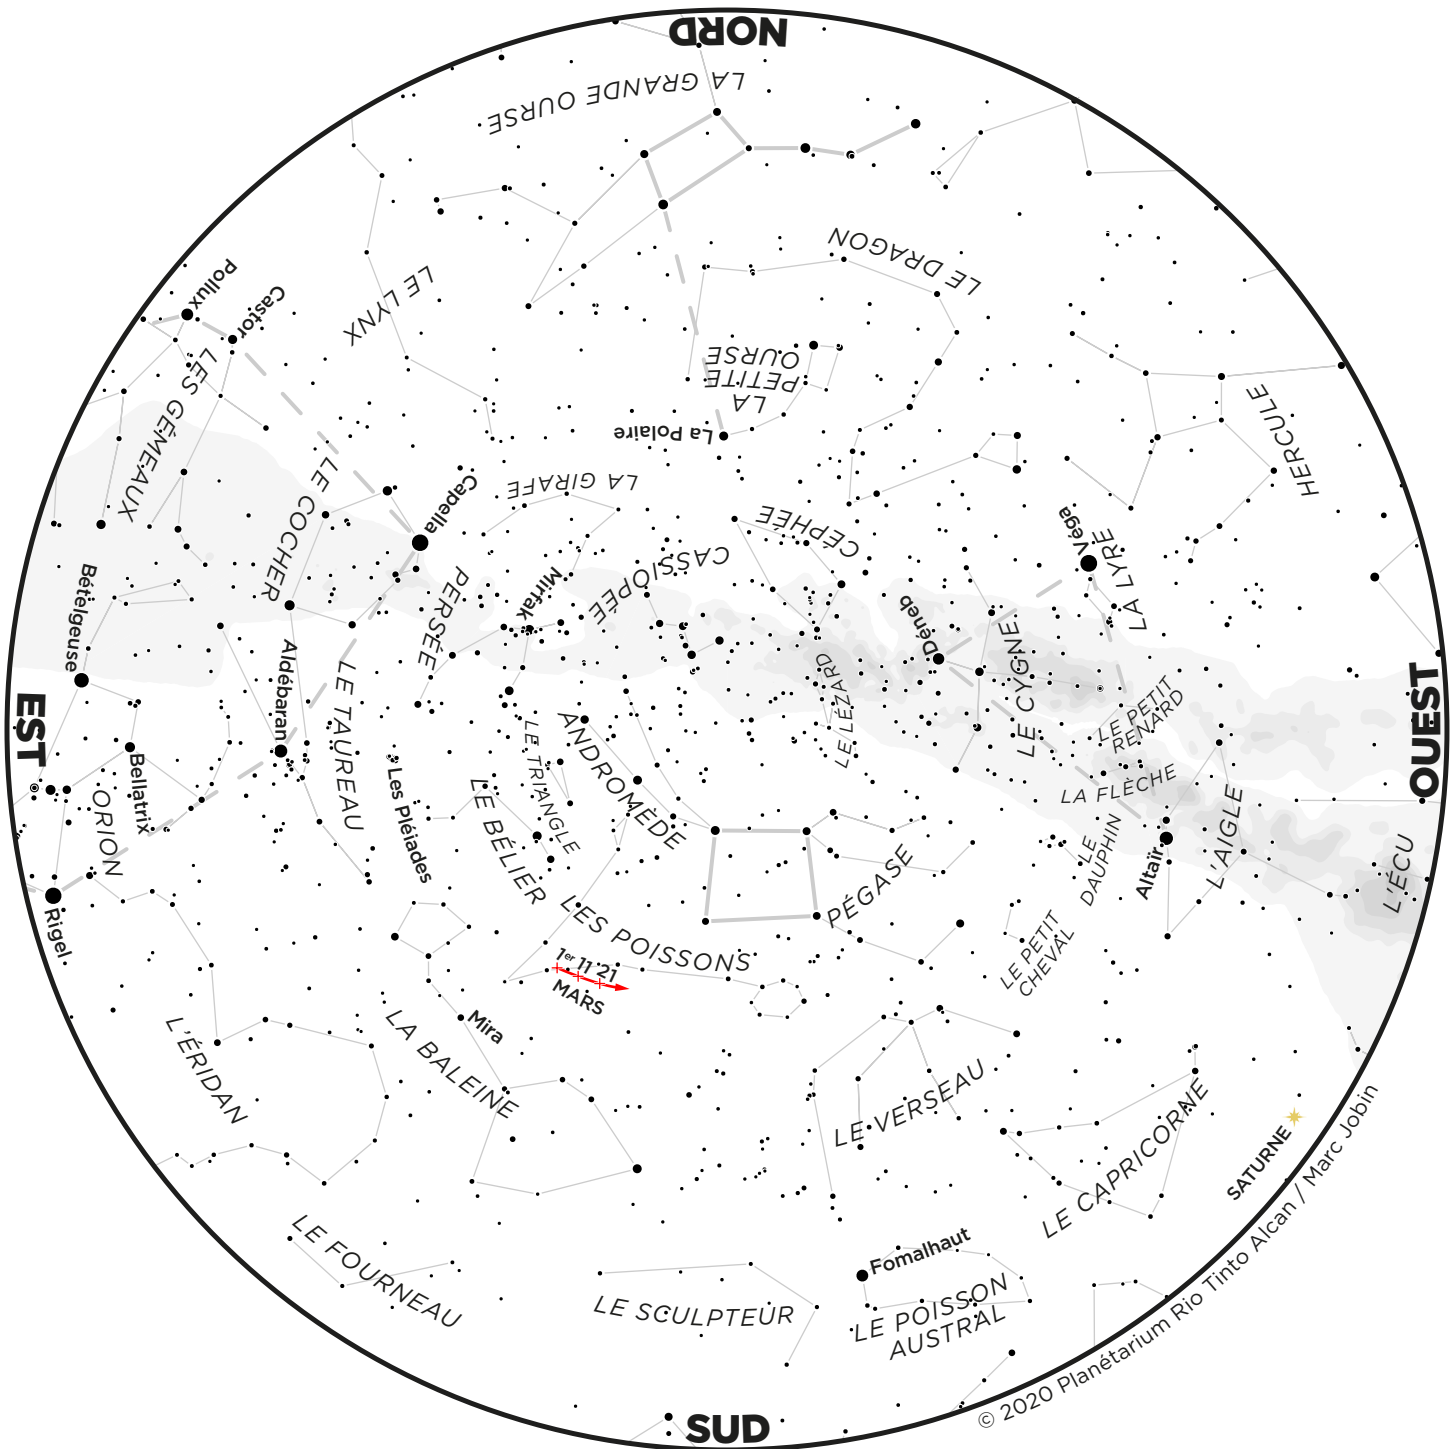 NORD
LA GRANDE OURSE
LE DRAGON
Pollux
Castor
LE LYNX
LES GÉMEAUX
LA
PETITE
OURSE
La Polaire
HERCULE
LE COCHER
Capella
LA GIRAFE
CÉPHÉE
CASSIOPÉE
Véga
LA LYRE
Bételgeuse
PERSÉE
Mirfak
Déneb
LE CYGNE
LE LÉZARD
Aldébaran
LE TAUREAU
EST
OUEST
LE PETIT
RENARD
LE TRIANGLE
ANDROMÈDE
Bellatrix
ORION
Les Pléiades
LE BÉLIER
LA FLÈCHE
L'AIGLE
LE
DAUPHIN
Altaïr
L'ÉCU
PÉGASE
Rigel
LES POISSONS
LE PETIT
CHEVAL
1er 11 21
MARS
Mira
L'ÉRIDAN
LA BALEINE
LE VERSEAU
LE CAPRICORNE
SATURNE
LE FOURNEAU
Fomalhaut
LE SCULPTEUR
LE POISSON
AUSTRAL
SUD
© 2020 Planétarium Rio Tinto Alcan / Marc Jobin